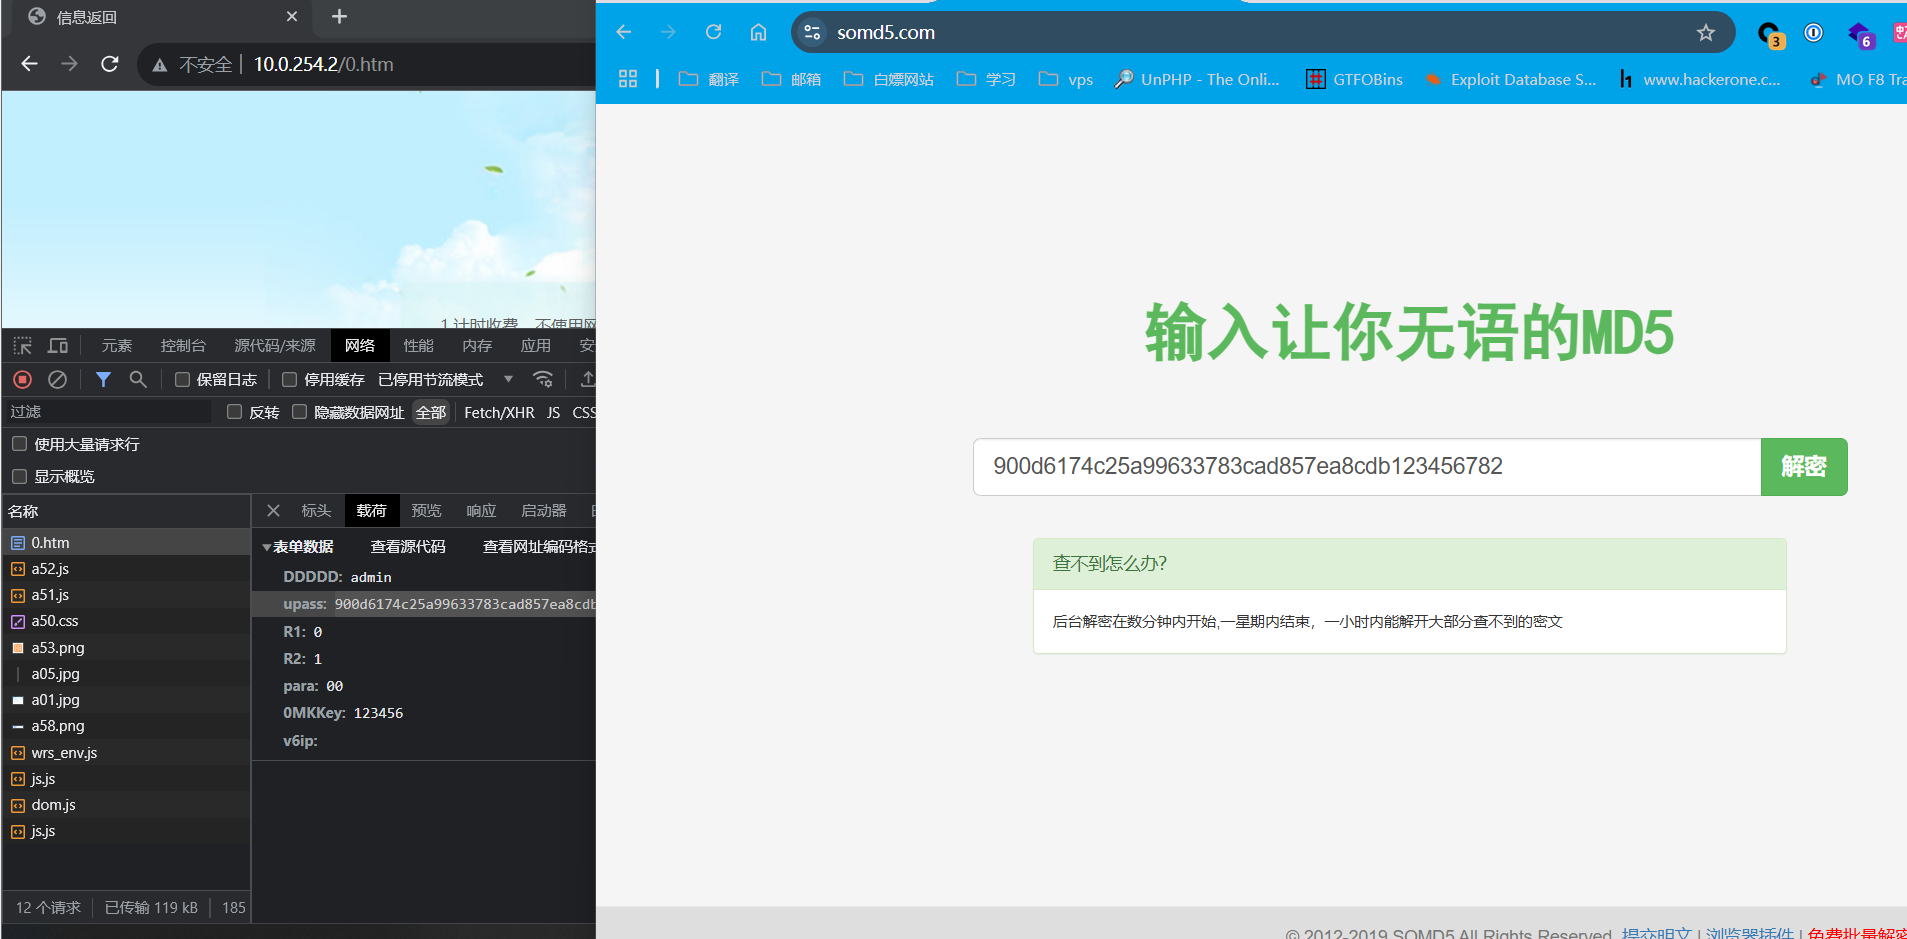 信息返回
不安全 10.0.254.2/0.htm
1 计时收费
元素 控制台 源代码/来源 网络 性能 内存 应用
保留日志 停用缓存 已停用节流模式
过滤 反转 隐藏数据网址 全部 Fetch/XHR JS CSS
使用大量请求行
显示概览
名称
0.htm
a52.js
a51.js
a50.css
a53.png
a05.jpg
a01.jpg
a58.png
wrs_env.js
js.js
dom.js
js.js
12 个请求 已传输 119 kB 185
标头 载荷 预览 响应 启动器
表单数据 查看源代码 查看网址编码格式
DDDDD: admin
upass: 900d6174c25a99633783cad857ea8cdb
R1: 0
R2: 1
para: 00
0MKKey: 123456
v6ip:
somd5.com
3
6
翻译 邮箱 白嫖网站 学习 vps UnPHP - The Onli... GTFOBins Exploit Database S... www.hackerone.c... MO F8 Tra
输入让你无语的MD5
900d6174c25a99633783cad857ea8cdb123456782 解密
查不到怎么办?
后台解密在数分钟内开始,一星期内结束，一小时内能解开大部分查不到的密文
© 2012-2019 SOMD5 All Rights Reserved. 提交明文 | 浏览器插件 | 免费批量解密